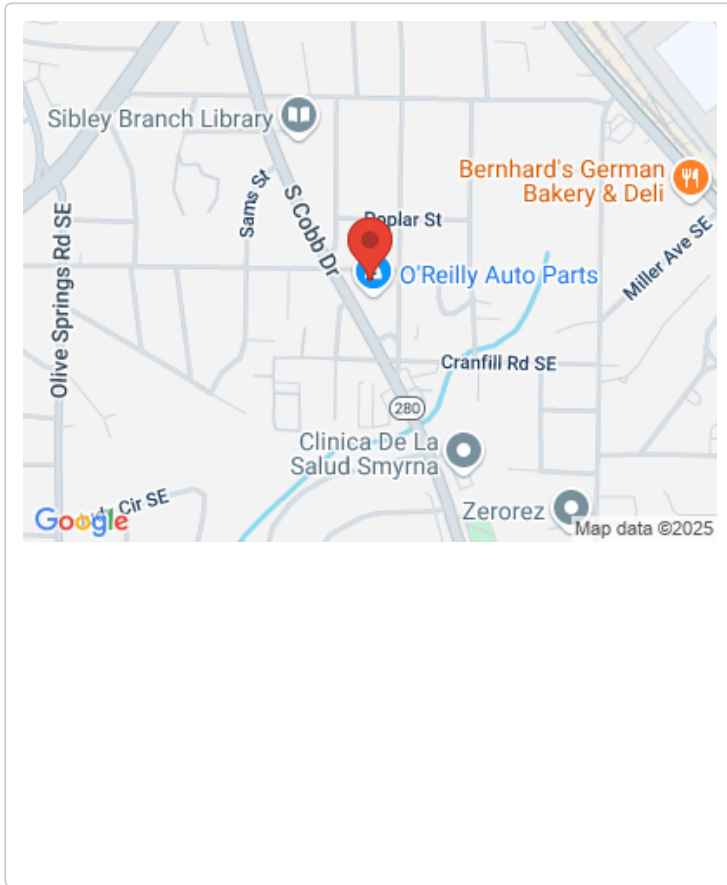 Sibley Branch Library
Bernhard's German
Bakery & Deli
Sams St
S Cobb Dr
Poplar St
Miller Ave SE
O'Reilly Auto Parts
Olive Springs Rd SE
Cranfill Rd SE
280
Clinica De La
Salud Smyrna
Cir SE
Zerorez
Google
Map data ©2025